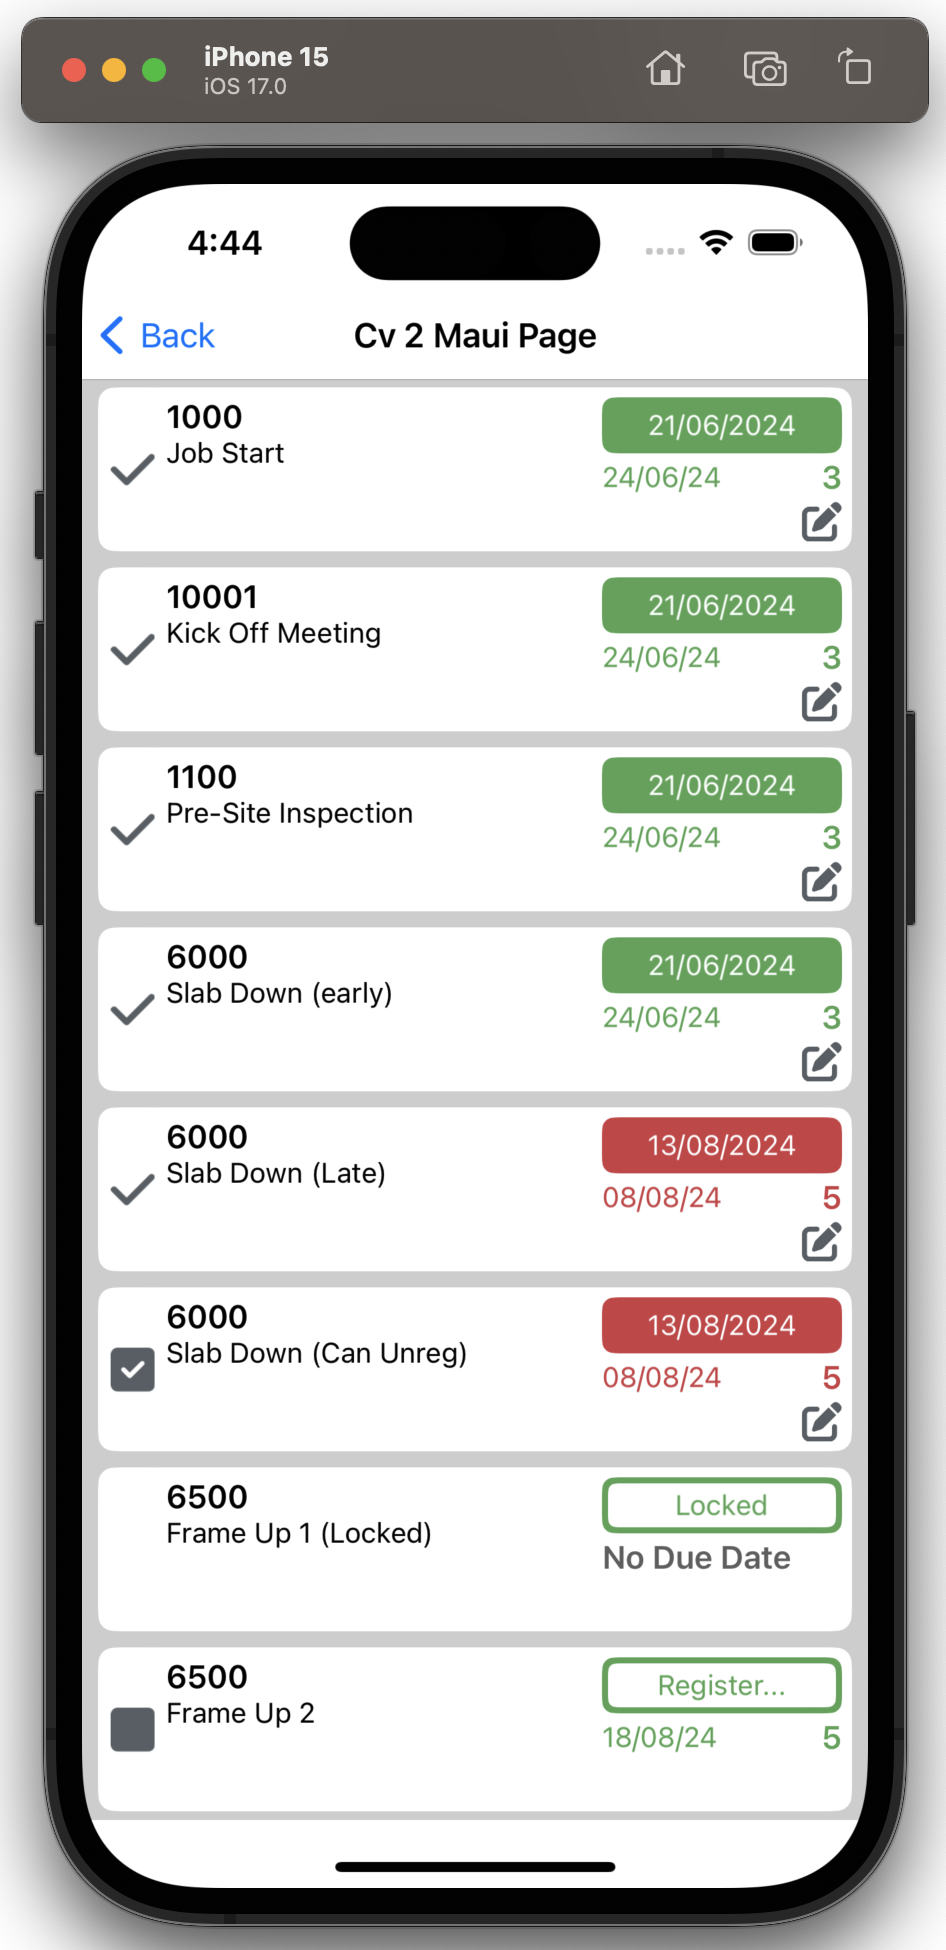 iPhone 15
iOS 17.0
4:44
Back
Cv 2 Maui Page
1000
Job Start
21/06/2024
24/06/24 3
10001
Kick Off Meeting
21/06/2024
24/06/24 3
1100
Pre-Site Inspection
21/06/2024
24/06/24 3
6000
Slab Down (early)
21/06/2024
24/06/24 3
6000
Slab Down (Late)
13/08/2024
08/08/24 5
6000
Slab Down (Can Unreg)
13/08/2024
08/08/24 5
6500
Frame Up 1 (Locked)
Locked
No Due Date
6500
Frame Up 2
Register...
18/08/24 5